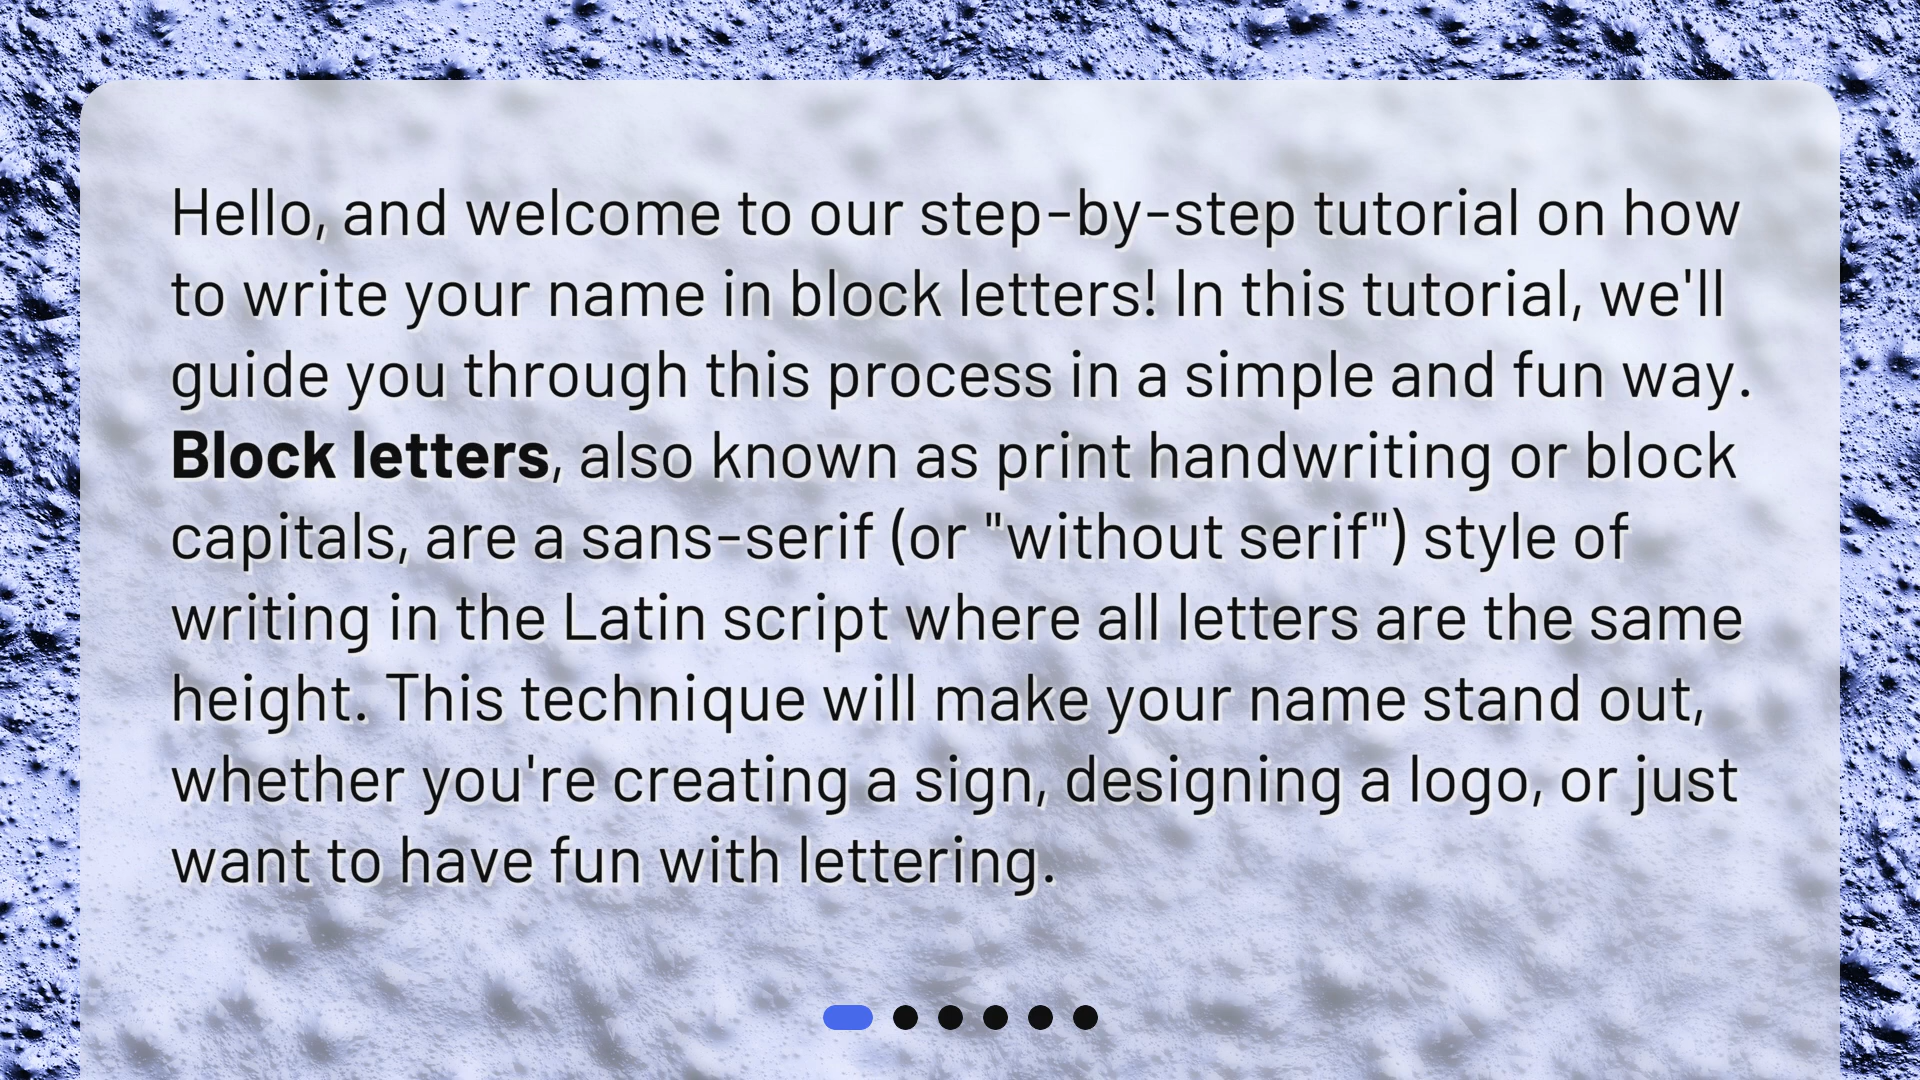 Hello, and welcome to our step-by-step tutorial on how
to write your name in block letters! In this tutorial, we'll
guide you through this process in a simple and fun way.
Block letters, also known as print handwriting or block
capitals, are a sans-serif (or "without serif") style of
writing in the Latin script where all letters are the same
height. This technique will make your name stand out,
whether you're creating a sign, designing a logo, or just
want to have fun with lettering.